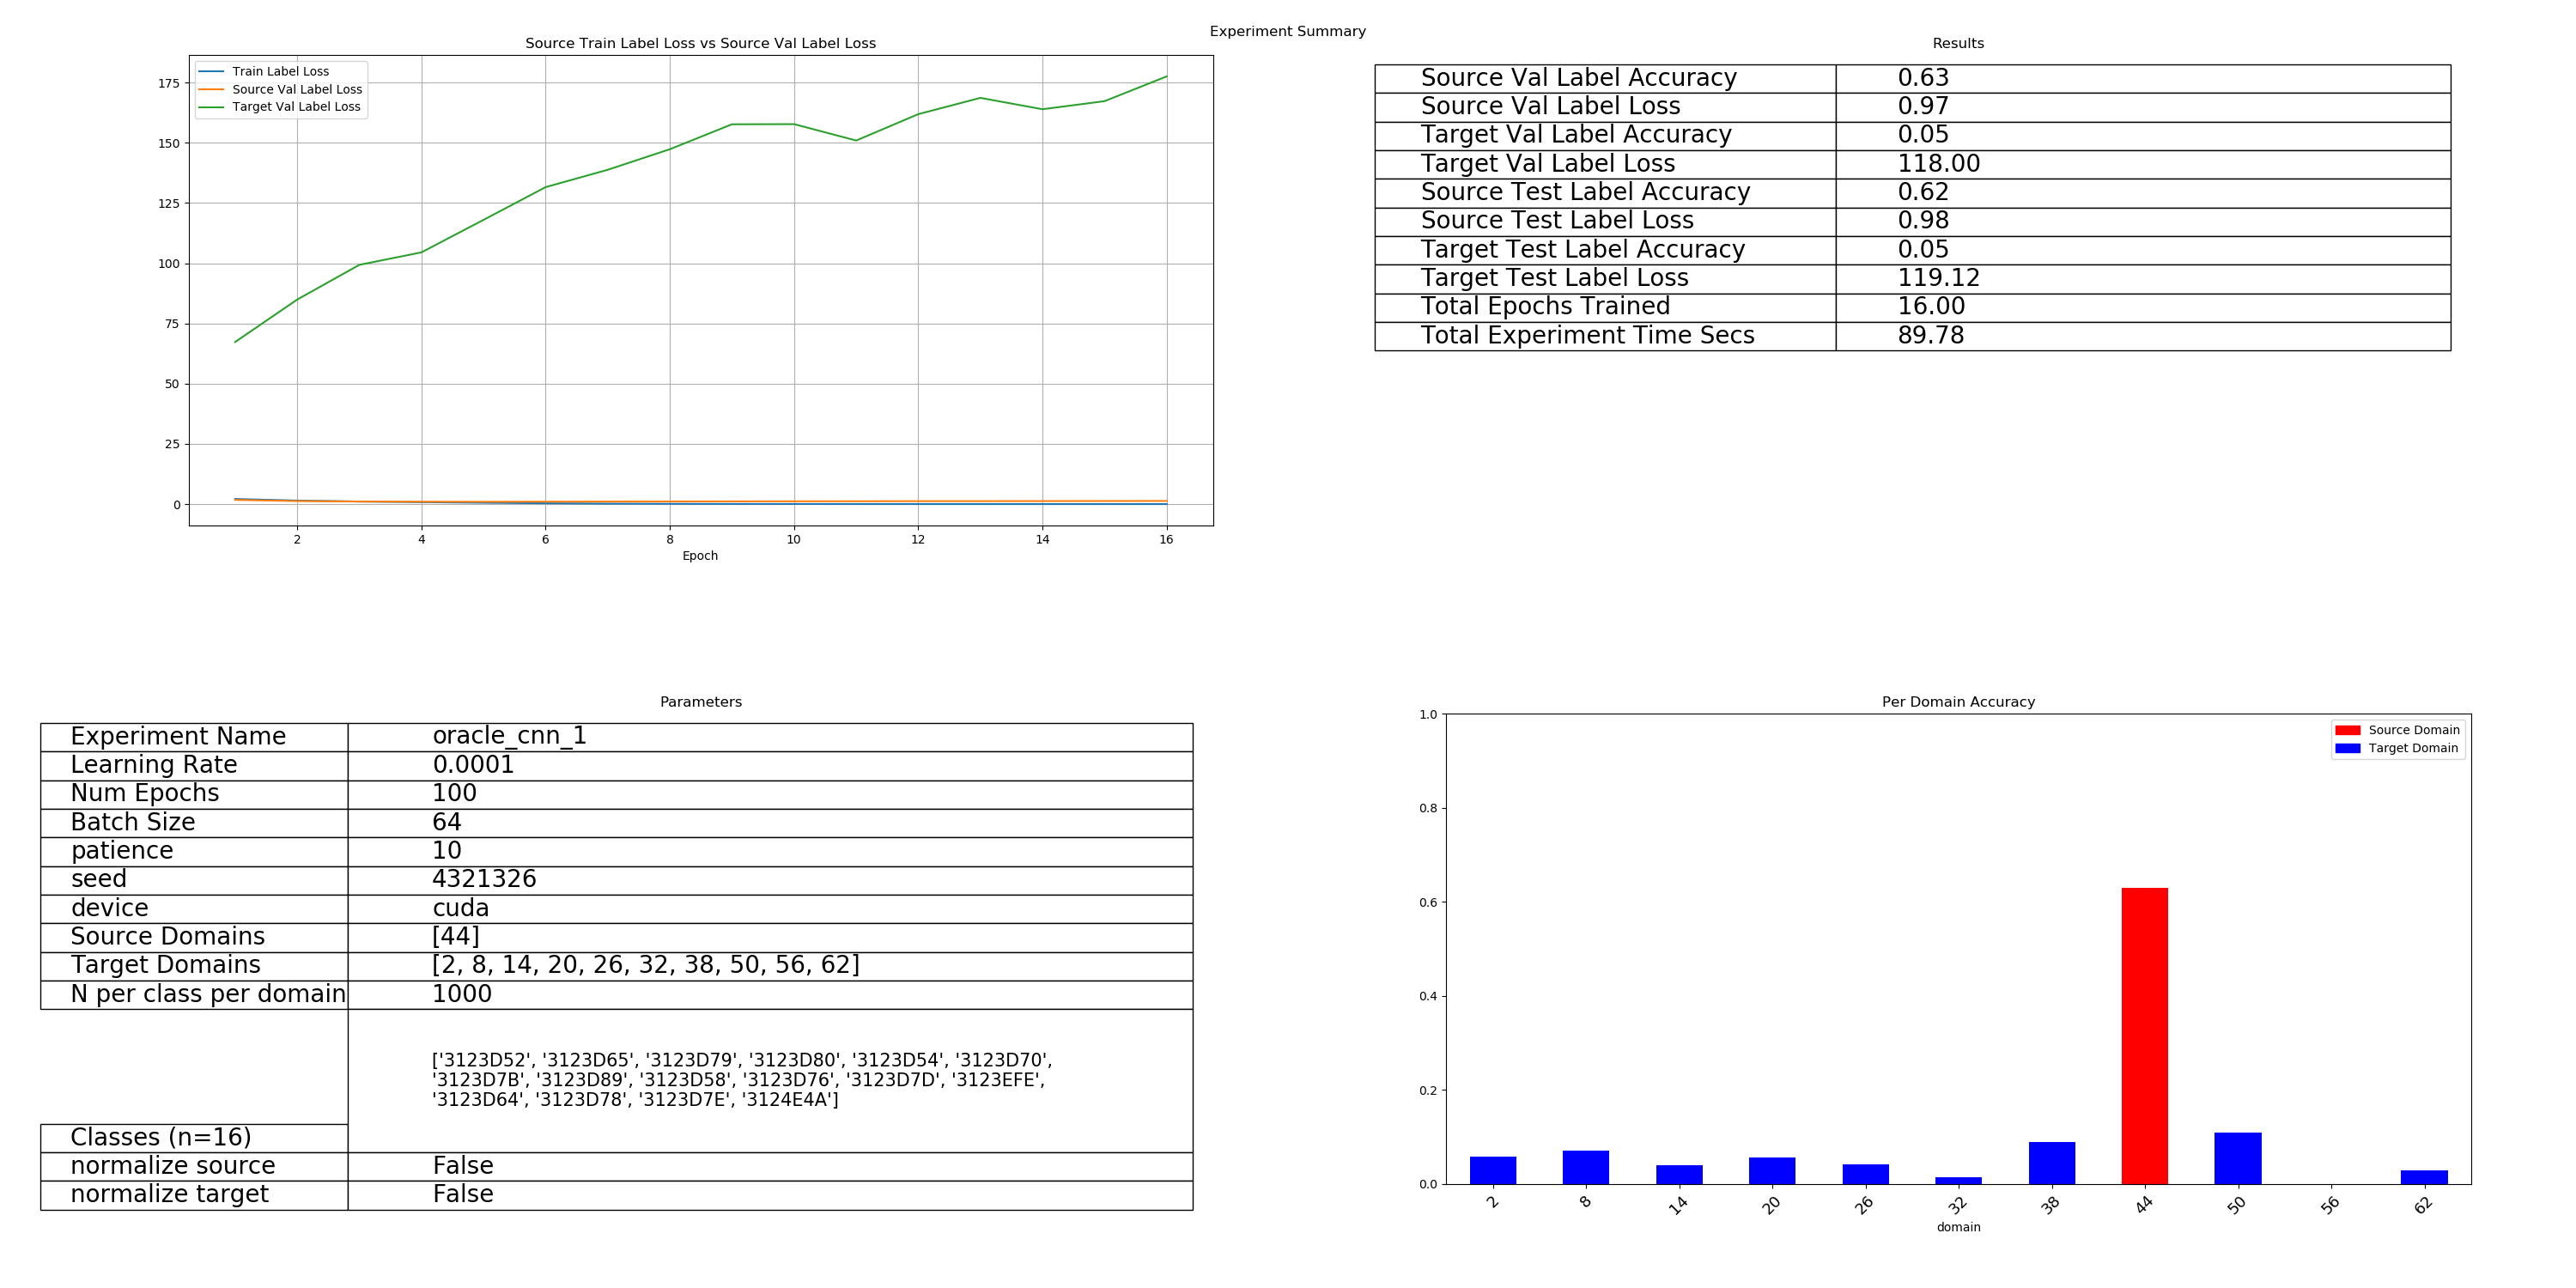 Experiment Summary
Source Train Label Loss vs Source Val Label Loss
Train Label Loss
Source Val Label Loss
Target Val Label Loss
175
150
125
100
75
50
25
0
2 4 6 8 10 12 14 16
Epoch
Results
Source Val Label Accuracy 0.63
Source Val Label Loss 0.97
Target Val Label Accuracy 0.05
Target Val Label Loss 118.00
Source Test Label Accuracy 0.62
Source Test Label Loss 0.98
Target Test Label Accuracy 0.05
Target Test Label Loss 119.12
Total Epochs Trained 16.00
Total Experiment Time Secs 89.78
Parameters
Experiment Name oracle_cnn_1
Learning Rate 0.0001
Num Epochs 100
Batch Size 64
patience 10
seed 4321326
device cuda
Source Domains [44]
Target Domains [2, 8, 14, 20, 26, 32, 38, 50, 56, 62]
N per class per domain 1000
['3123D52', '3123D65', '3123D79', '3123D80', '3123D54', '3123D70',
'3123D7B', '3123D89', '3123D58', '3123D76', '3123D7D', '3123EFE',
'3123D64', '3123D78', '3123D7E', '3124E4A']
Classes (n=16)
normalize source False
normalize target False
Per Domain Accuracy
Source Domain
Target Domain
1.0
0.8
0.6
0.4
0.2
0.0
2 8 14 20 26 32 38 44 50 56 62
domain